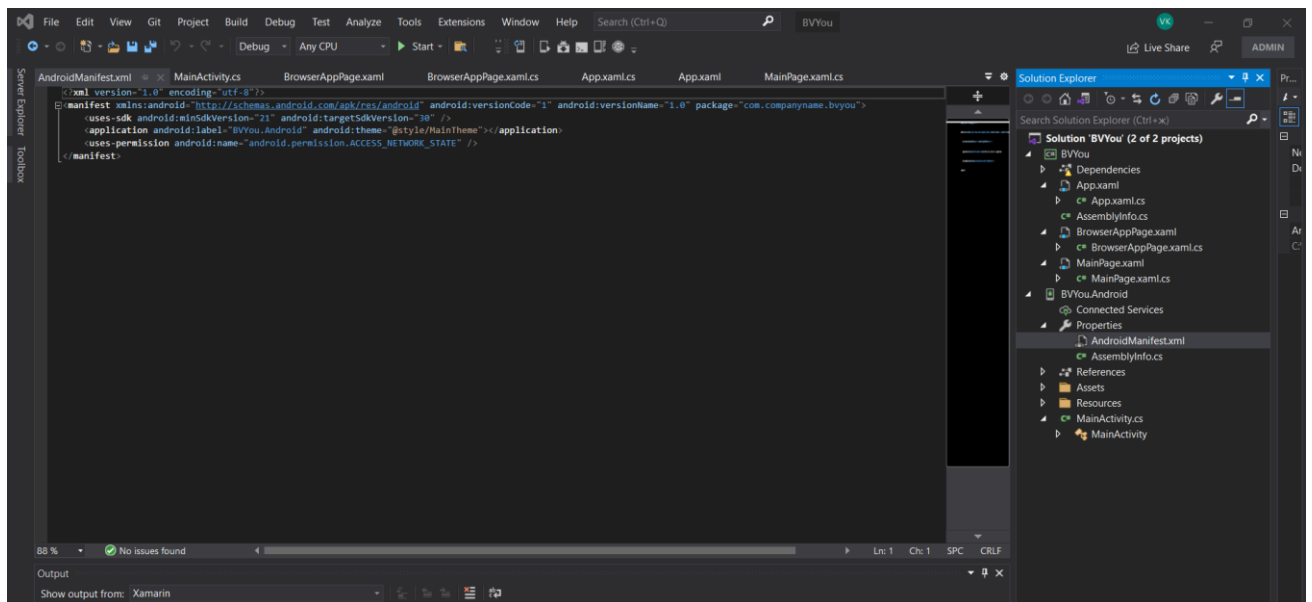 File Edit View Git Project Build Debug Test Analyze Tools Extensions Window Help Search (Ctrl+Q) BVYou VK
Debug Any CPU Start Live Share ADMIN
Server Explorer
Toolbox
AndroidManifest.xml MainActivity.cs BrowserAppPage.xaml BrowserAppPage.xaml.cs App.xaml.cs App.xaml MainPage.xaml.cs
<?xml version="1.0" encoding="utf-8"?>
<manifest xmlns:android="http://schemas.android.com/apk/res/android" android:versionCode="1" android:versionName="1.0" package="com.companyname.bvyou">
<uses-sdk android:minSdkVersion="21" android:targetSdkVersion="30" />
<application android:label="BVYou.Android" android:theme="@style/MainTheme"></application>
<uses-permission android:name="android.permission.ACCESS_NETWORK_STATE" />
</manifest>
88 % No issues found Ln: 1 Ch: 1 SPC CRLF
Output
Show output from: Xamarin
Solution Explorer
Search Solution Explorer (Ctrl+ж)
Solution 'BVYou' (2 of 2 projects)
BVYou
Dependencies
App.xaml
C# App.xaml.cs
C# AssemblyInfo.cs
BrowserAppPage.xaml
C# BrowserAppPage.xaml.cs
MainPage.xaml
C# MainPage.xaml.cs
BVYou.Android
Connected Services
Properties
AndroidManifest.xml
C# AssemblyInfo.cs
References
Assets
Resources
C# MainActivity.cs
MainActivity
Pr...